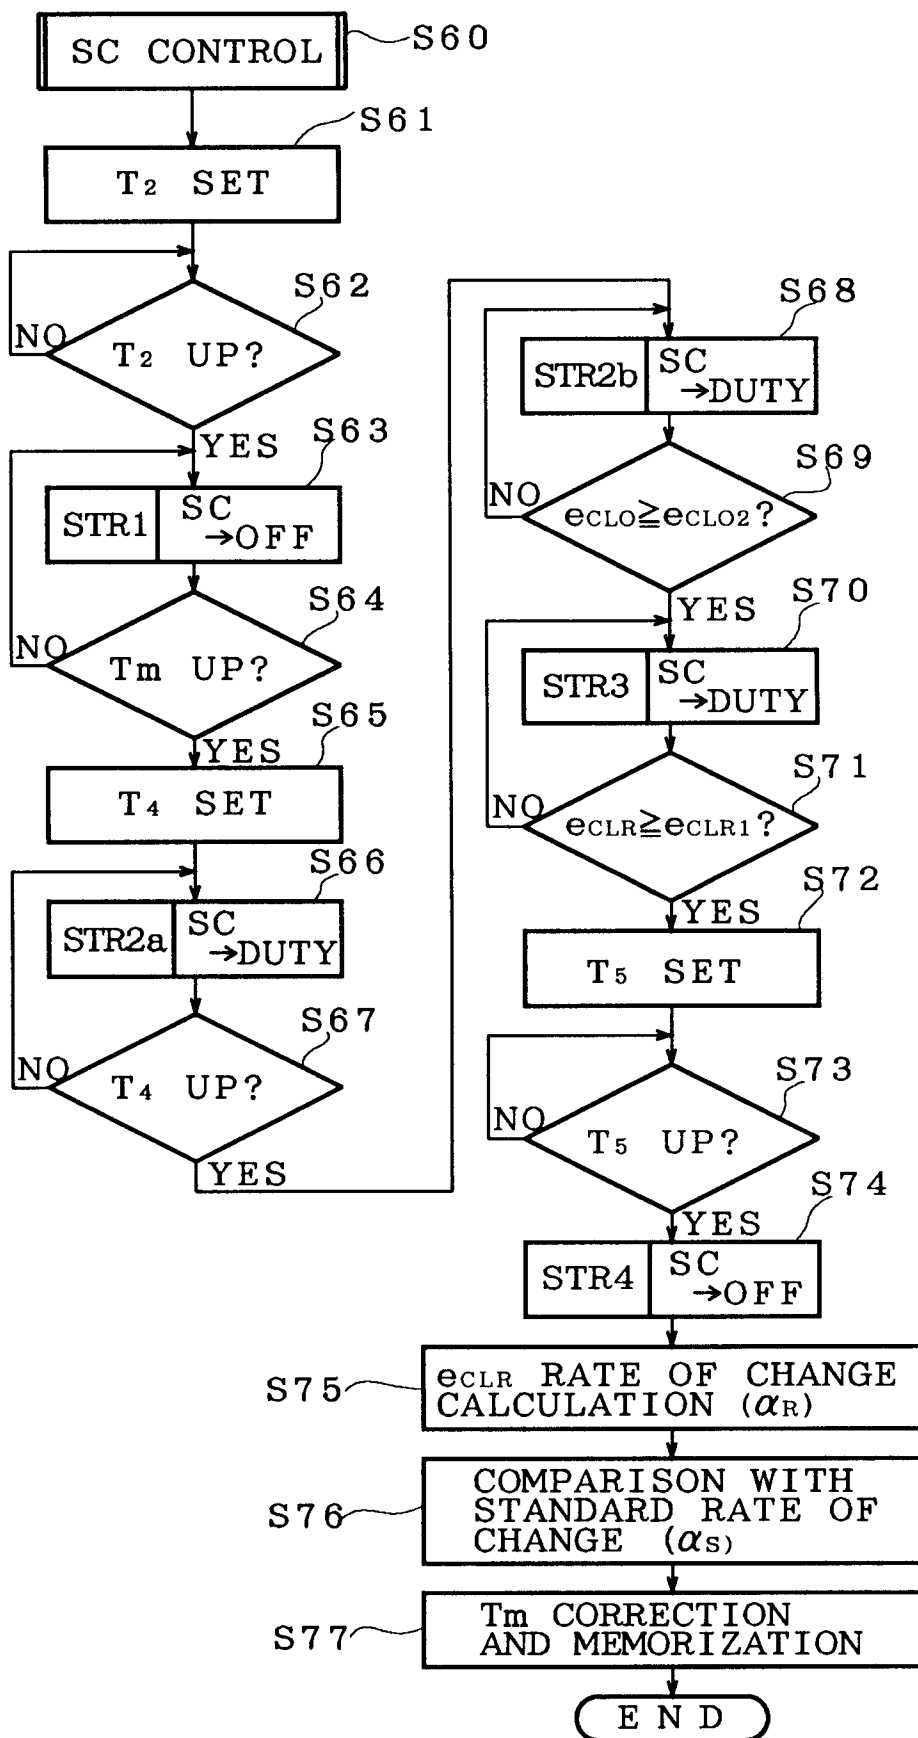 SC CONTROL
S60
S61
T2 SET
S62
T2 UP?
NO
YES
S63
STR1
SC
→OFF
S64
Tm UP?
NO
YES
S65
T4 SET
S66
STR2a
SC
→DUTY
S67
T4 UP?
NO
YES
S68
STR2b
SC
→DUTY
S69
eCLO≧eCLO2?
NO
YES
S70
STR3
SC
→DUTY
S71
eCLR≧eCLR1?
NO
YES
S72
T5 SET
S73
T5 UP?
NO
YES
S74
STR4
SC
→OFF
S75
eCLR RATE OF CHANGE
CALCULATION (αR)
S76
COMPARISON WITH
STANDARD RATE OF
CHANGE (αS)
S77
Tm CORRECTION
AND MEMORIZATION
END